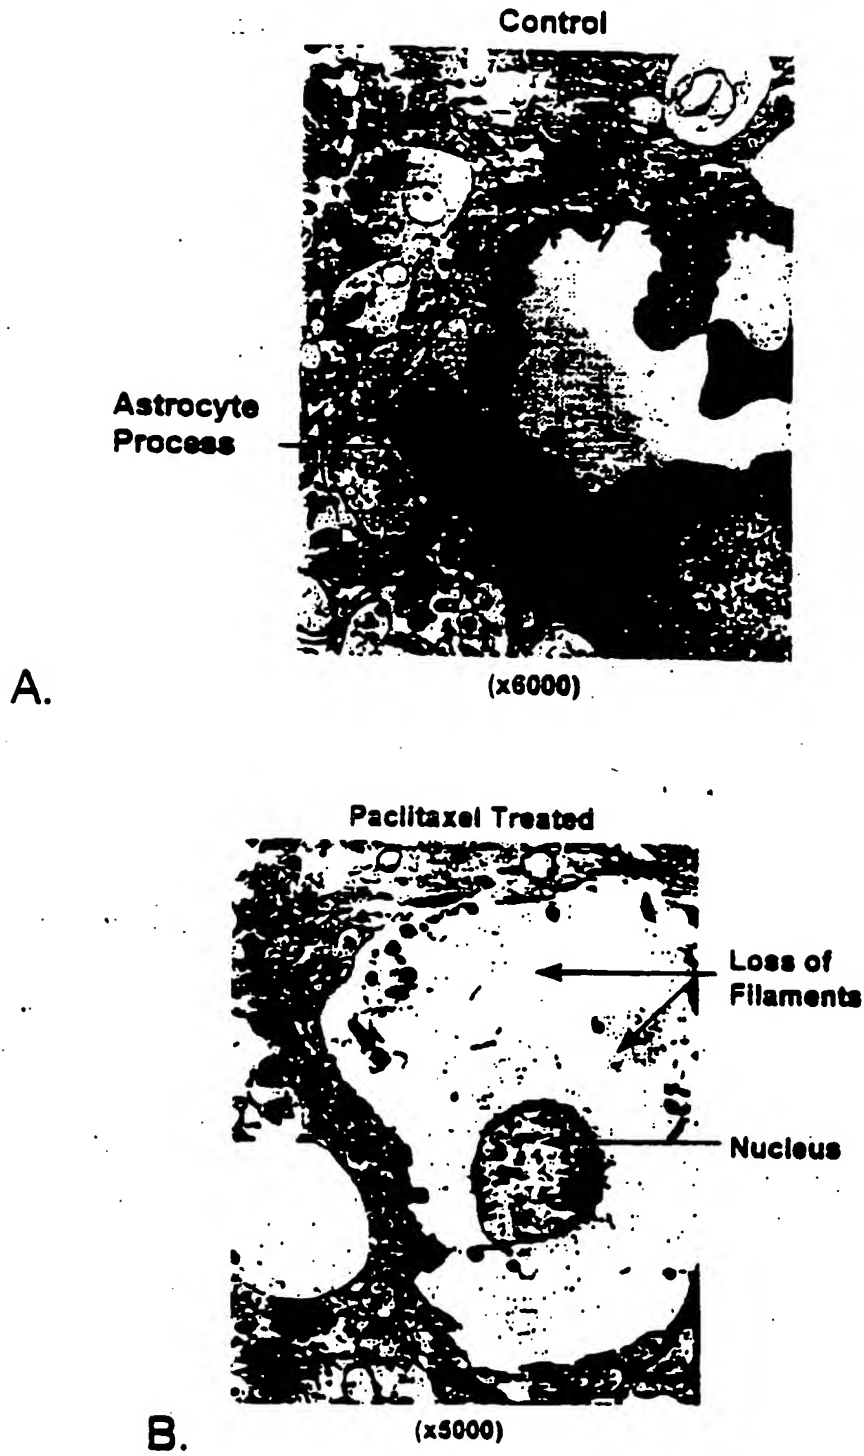 Control
Astrocyte
Process
(x6000)
A.
Paclitaxel Treated
Loss of
Filaments
Nucleus
(x5000)
B.